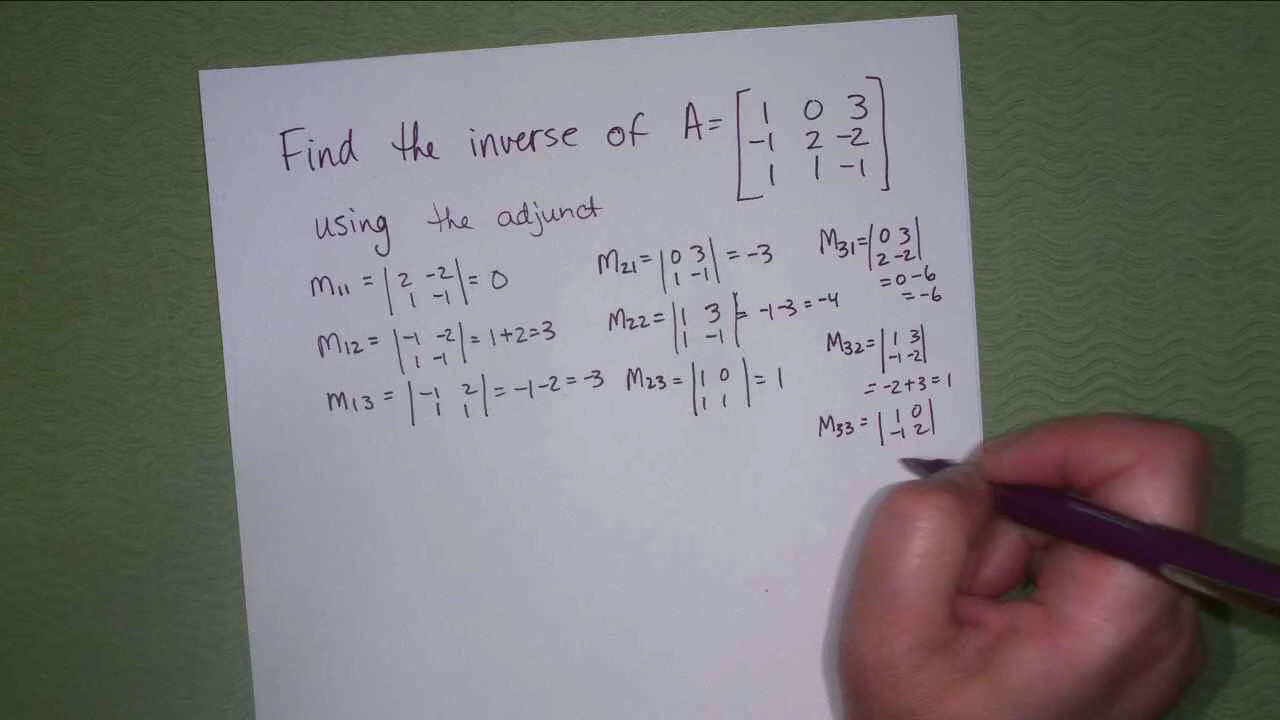 Find the inverse of A = [1 0 3
-1 2 -2
1 1 -1]
using the adjunct
M11 = |2 -2
1 -1| = 0
M12 = |-1 -2
1 -1| = 1+2=3
M13 = |-1 2
1 1| = -1-2 = -3
M21 = |0 3
1 -1| = -3
M22 = |1 3
1 -1| = -1-3 = -4
M23 = |1 0
1 1| = 1
M31 = |0 3
2 -2|
= 0-6
= -6
M32 = |1 3
-1 -2|
= -2+3 = 1
M33 = |1 0
-1 2|